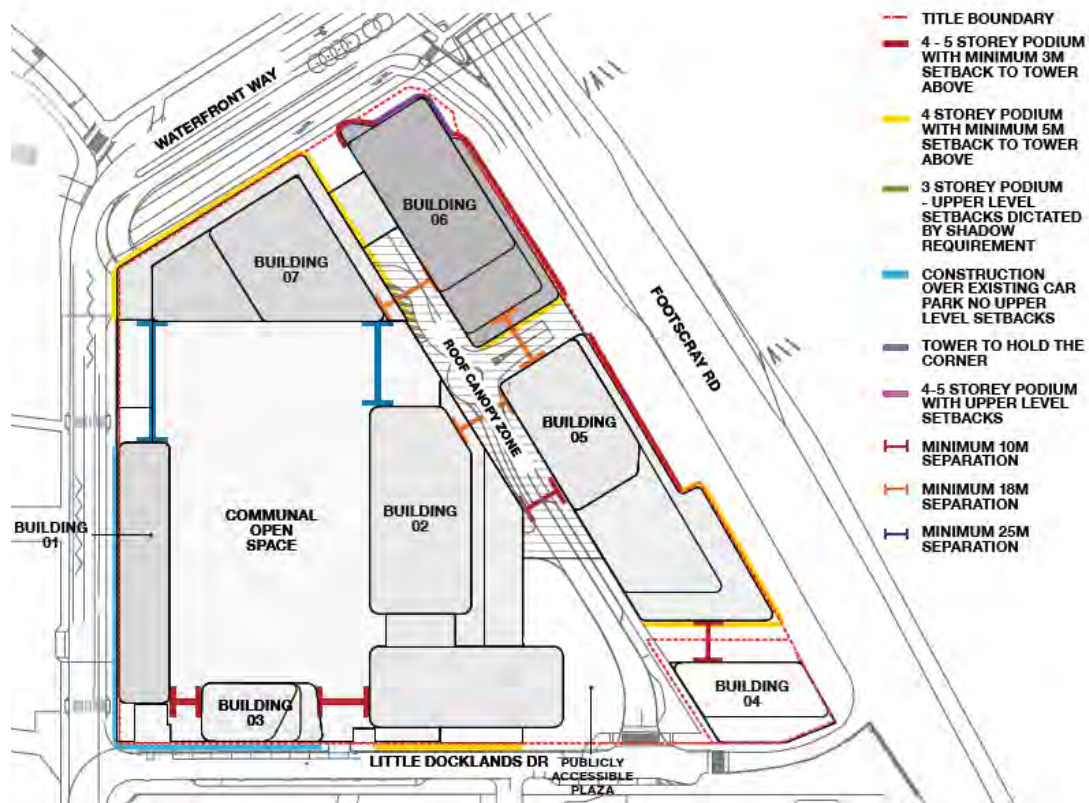 WATERFRONT WAY
BUILDING
06
BUILDING
07
FOOTSCRAY RD
ROOF CANOPY ZONE
BUILDING
05
BUILDING
01
COMMUNAL
OPEN
SPACE
BUILDING
02
BUILDING
03
BUILDING
04
LITTLE DOCKLANDS DR
PUBLICLY
ACCESSIBLE
PLAZA
TITLE BOUNDARY
4 - 5 STOREY PODIUM
WITH MINIMUM 3M
SETBACK TO TOWER
ABOVE
4 STOREY PODIUM
WITH MINIMUM 5M
SETBACK TO TOWER
ABOVE
3 STOREY PODIUM
- UPPER LEVEL
SETBACKS DICTATED
BY SHADOW
REQUIREMENT
CONSTRUCTION
OVER EXISTING CAR
PARK NO UPPER
LEVEL SETBACKS
TOWER TO HOLD THE
CORNER
4-5 STOREY PODIUM
WITH UPPER LEVEL
SETBACKS
MINIMUM 10M
SEPARATION
MINIMUM 18M
SEPARATION
MINIMUM 25M
SEPARATION